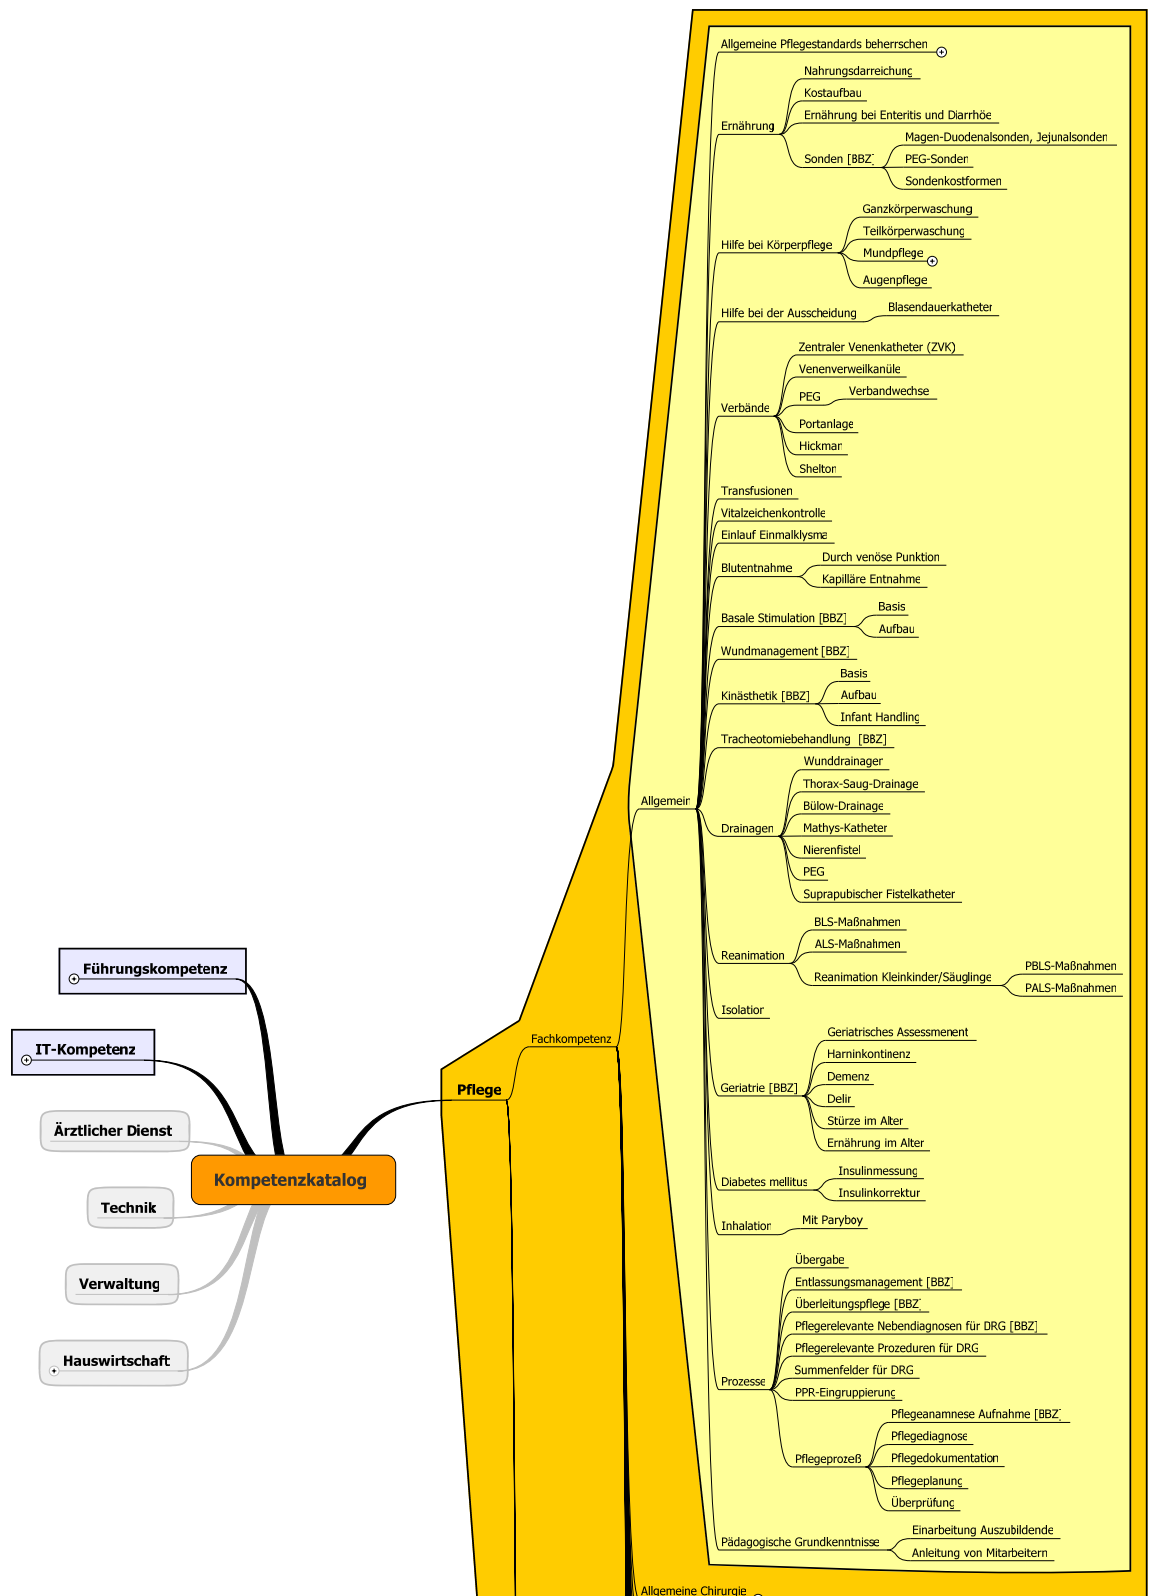 Allgemeine Pflegestandards beherrschen
Ernährung
Nahrungsdarreichung
Kostaufbau
Ernährung bei Enteritis und Diarrhöe
Sonden [BBZ]
Magen-Duodenalsonden, Jejunalsonden
PEG-Sonden
Sondenkostformen
Hilfe bei Körperpflege
Ganzkörperwaschung
Teilkörperwaschung
Mundpflege
Augenpflege
Hilfe bei der Ausscheidung
Blasendauerkatheter
Verbände
Zentraler Venenkatheter (ZVK)
Venenverweilkanüle
PEG
Verbandwechse
Portanlage
Hickman
Shelton
Transfusionen
Vitalzeichenkontrolle
Einlauf Einmalklysma
Blutentnahme
Durch venöse Punktion
Kapilläre Entnahme
Basale Stimulation [BBZ]
Basis
Aufbau
Wundmanagement [BBZ]
Kinästhetik [BBZ]
Basis
Aufbau
Infant Handling
Tracheotomiebehandlung [BBZ]
Allgemein
Drainagen
Wunddrainagen
Thorax-Saug-Drainage
Bülow-Drainage
Mathys-Katheter
Nierenfistel
PEG
Suprapubischer Fistelkatheter
Reanimation
BLS-Maßnahmen
ALS-Maßnahmen
Reanimation Kleinkinder/Säuglinge
PBLS-Maßnahmen
PALS-Maßnahmen
Isolation
Geriatrie [BBZ]
Geriatrisches Assessmenent
Harninkontinenz
Demenz
Delir
Stürze im Alter
Ernährung im Alter
Diabetes mellitus
Insulinmessung
Insulinkorrektur
Inhalation
Mit Paryboy
Prozesse
Übergabe
Entlassungsmanagement [BBZ]
Überleitungspflege [BBZ]
Pflegerelevante Nebendiagnosen für DRG [BBZ]
Pflegerelevante Prozeduren für DRG
Summenfelder für DRG
PPR-Eingruppierung
Pflegeprozeß
Pflegeanamnese Aufnahme [BBZ]
Pflegediagnose
Pflegedokumentation
Pflegeplanung
Überprüfung
Pädagogische Grundkenntnisse
Einarbeitung Auszubildende
Anleitung von Mitarbeitern
Allgemeine Chirurgie
Fachkompetenz
Pflege
Kompetenzkatalog
Führungskompetenz
IT-Kompetenz
Ärztlicher Dienst
Technik
Verwaltung
Hauswirtschaft